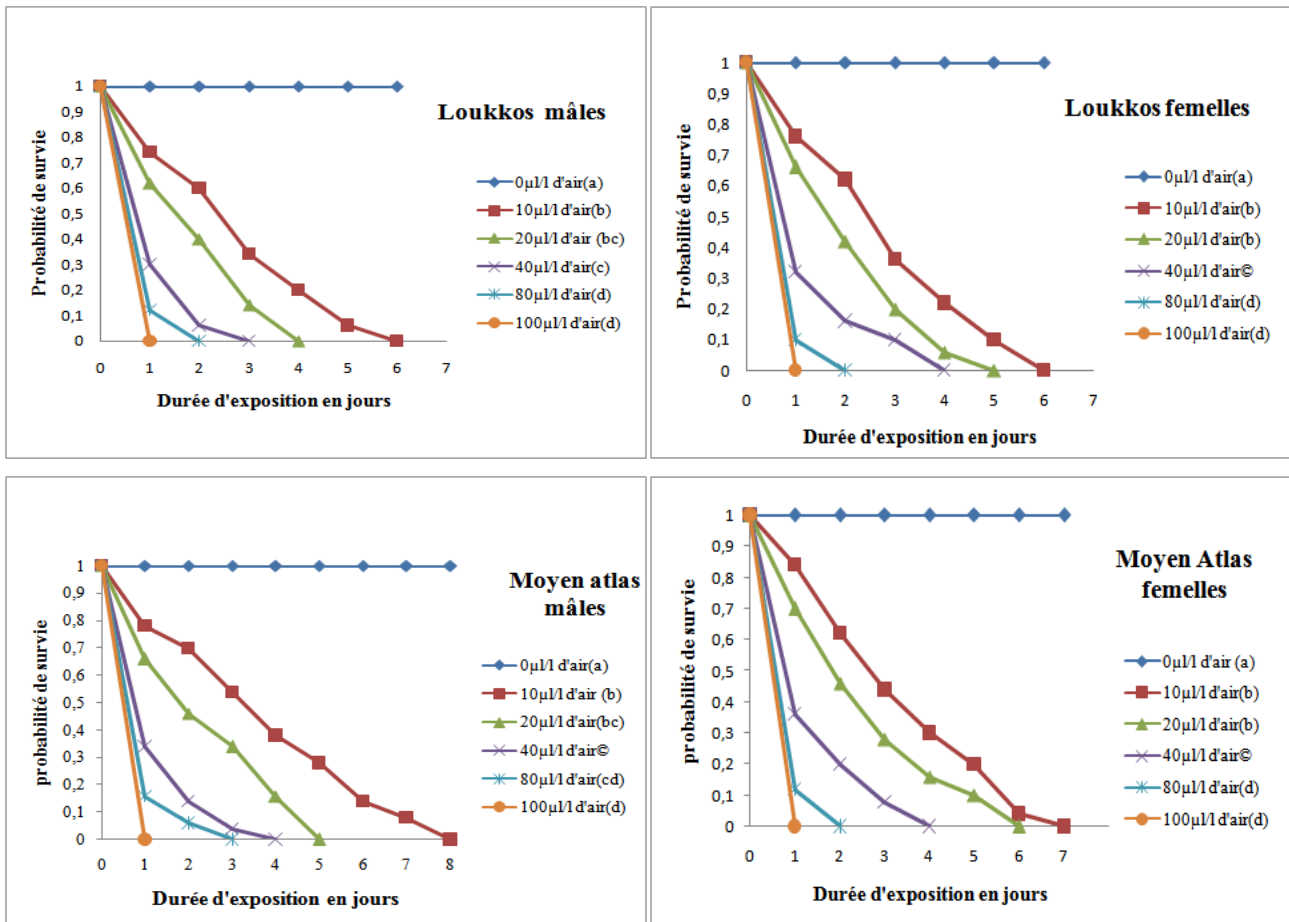 Loukkos mâles
Probabilité de survie
1
0,9
0,8
0,7
0,6
0,5
0,4
0,3
0,2
0,1
0
0 1 2 3 4 5 6 7
Durée d'exposition en jours
0µl/l d'air(a)
10µl/l d'air(b)
20µl/l d'air (bc)
40µl/l d'air(c)
80µl/l d'air(d)
100µl/l d'air(d)
Loukkos femelles
Probabilité de survie
1
0,9
0,8
0,7
0,6
0,5
0,4
0,3
0,2
0,1
0
0 1 2 3 4 5 6 7
Durée d'exposition en jours
0µl/l d'air(a)
10µl/l d'air(b)
20µl/l d'air(b)
40µl/l d'air©
80µl/l d'air(d)
100µl/l d'air(d)
Moyen atlas
mâles
probabilité de survie
1
0,9
0,8
0,7
0,6
0,5
0,4
0,3
0,2
0,1
0
0 1 2 3 4 5 6 7 8
Durée d'exposition en jours
0µl/l d'air(a)
10µl/l d'air (b)
20µl/l d'air(bc)
40µl/l d'air©
80µl/l d'air(cd)
100µl/l d'air(d)
Moyen Atlas
femelles
probabilité de survie
1
0,9
0,8
0,7
0,6
0,5
0,4
0,3
0,2
0,1
0
0 1 2 3 4 5 6 7
Durée d'exposition en jours
0µl/l d'air (a)
10µl/l d'air(b)
20µl/l d'air(b)
40µl/l d'air©
80µl/l d'air(d)
100µl/l d'air(d)